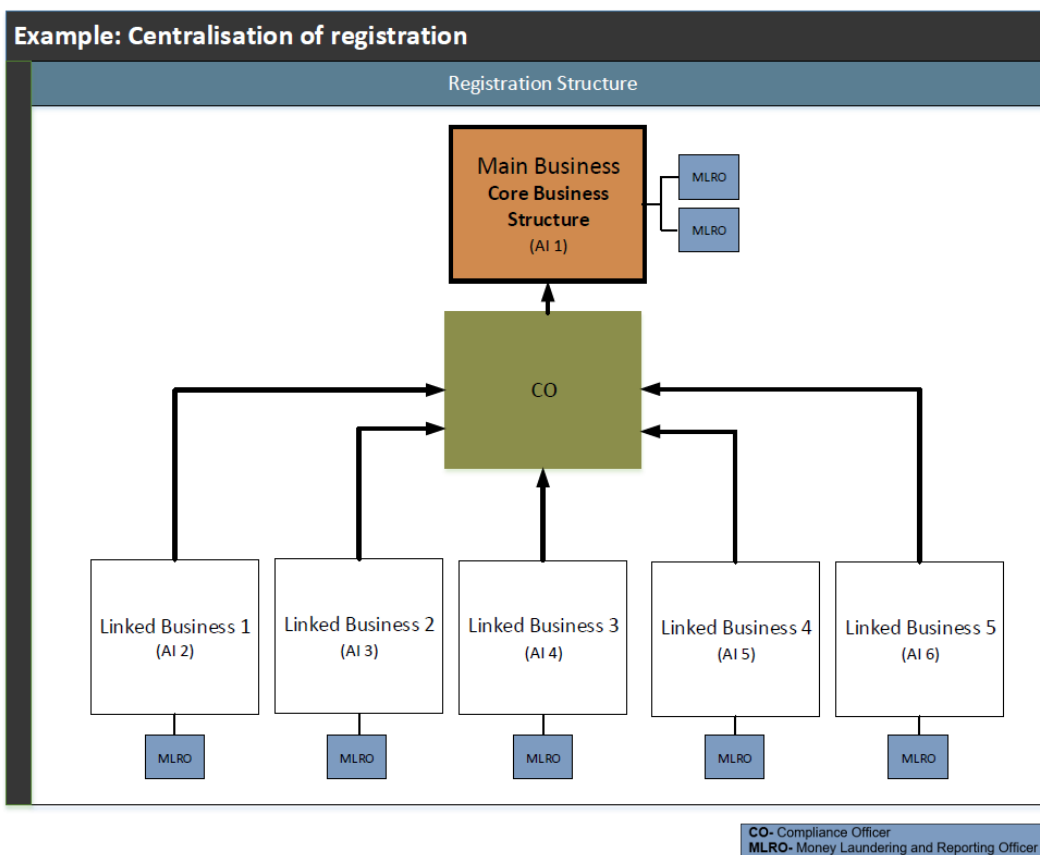 Example: Centralisation of registration
Registration Structure
Main Business
Core Business
Structure
(AI 1)
MLRO
MLRO
CO
Linked Business 1
(AI 2)
Linked Business 2
(AI 3)
Linked Business 3
(AI 4)
Linked Business 4
(AI 5)
Linked Business 5
(AI 6)
MLRO
MLRO
MLRO
MLRO
MLRO
CO- Compliance Officer
MLRO- Money Laundering and Reporting Officer